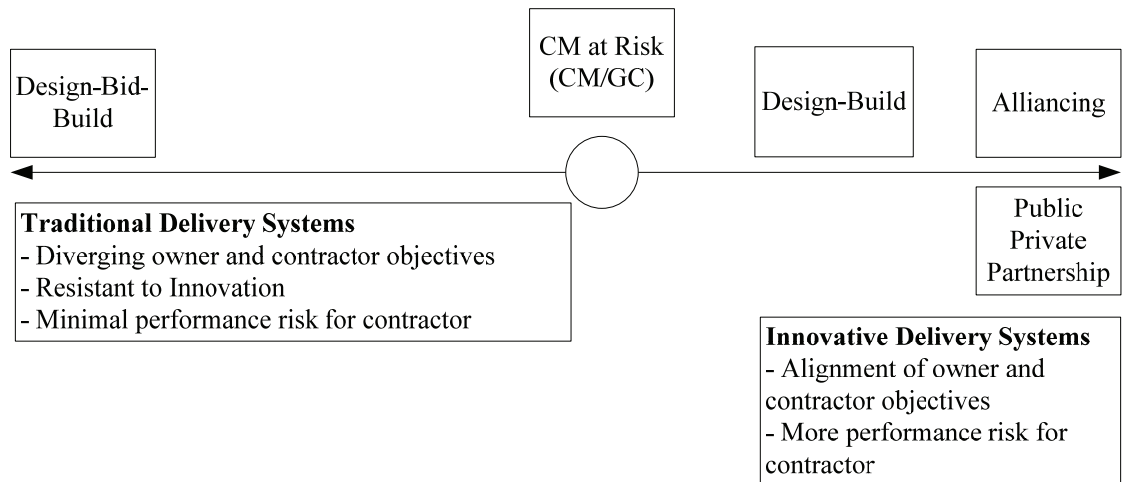 Design-Bid-
Build
CM at Risk
(CM/GC)
Design-Build
Alliancing
Public
Private
Partnership
Traditional Delivery Systems
- Diverging owner and contractor objectives
- Resistant to Innovation
- Minimal performance risk for contractor
Innovative Delivery Systems
- Alignment of owner and
contractor objectives
- More performance risk for
contractor